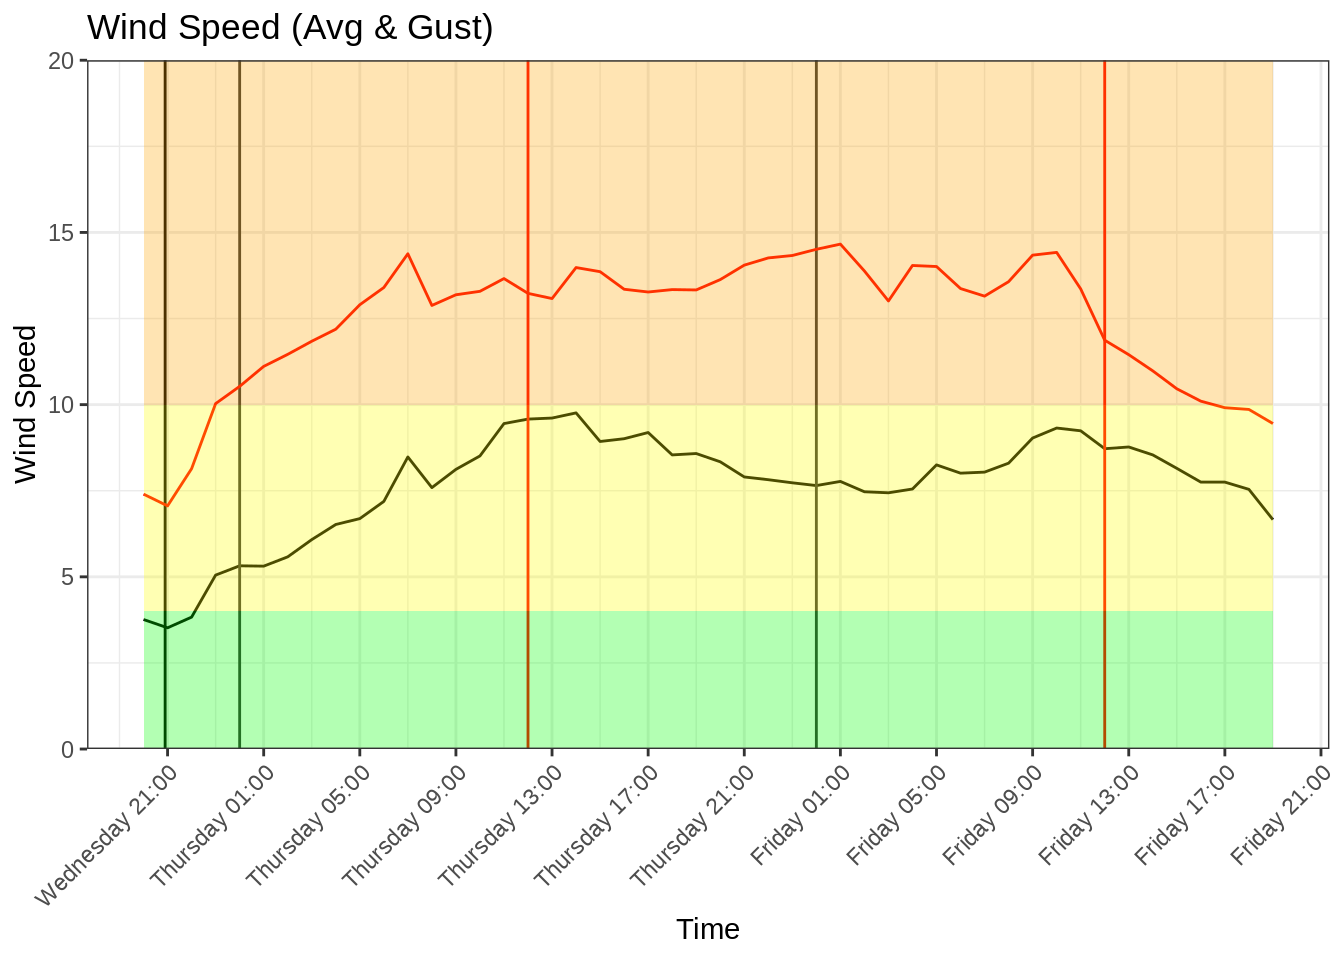 Wind Speed (Avg & Gust)
20
15
10
5
0
Wind Speed
Wednesday 21:00
Thursday 01:00
Thursday 05:00
Thursday 09:00
Thursday 13:00
Thursday 17:00
Thursday 21:00
Friday 01:00
Friday 05:00
Friday 09:00
Friday 13:00
Friday 17:00
Friday 21:00
Time